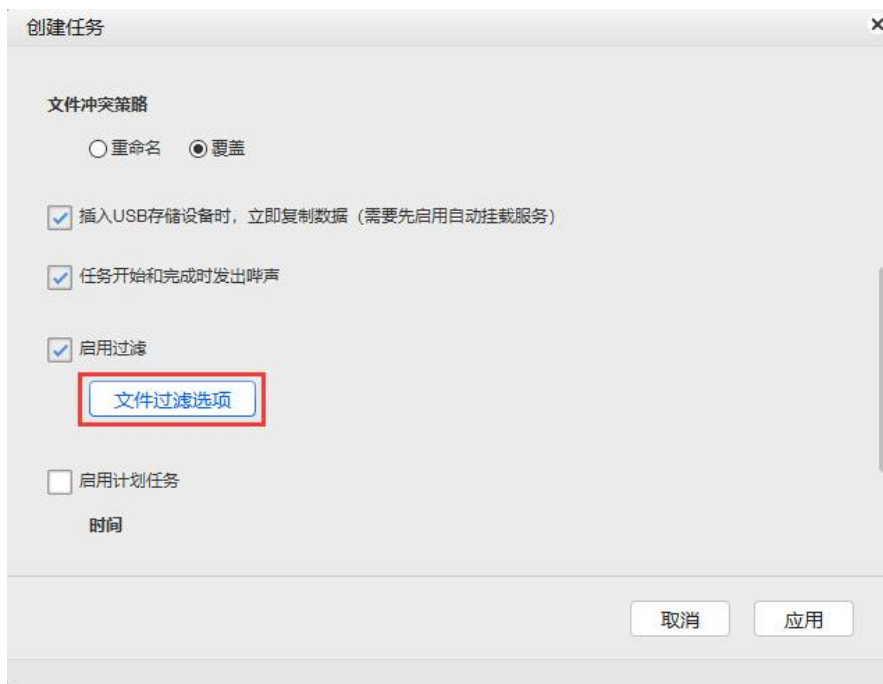 创建任务
文件冲突策略
重命名 覆盖
插入USB存储设备时，立即复制数据（需要先启用自动挂载服务）
任务开始和完成时发出哔声
启用过滤
文件过滤选项
启用计划任务
时间
取消 应用